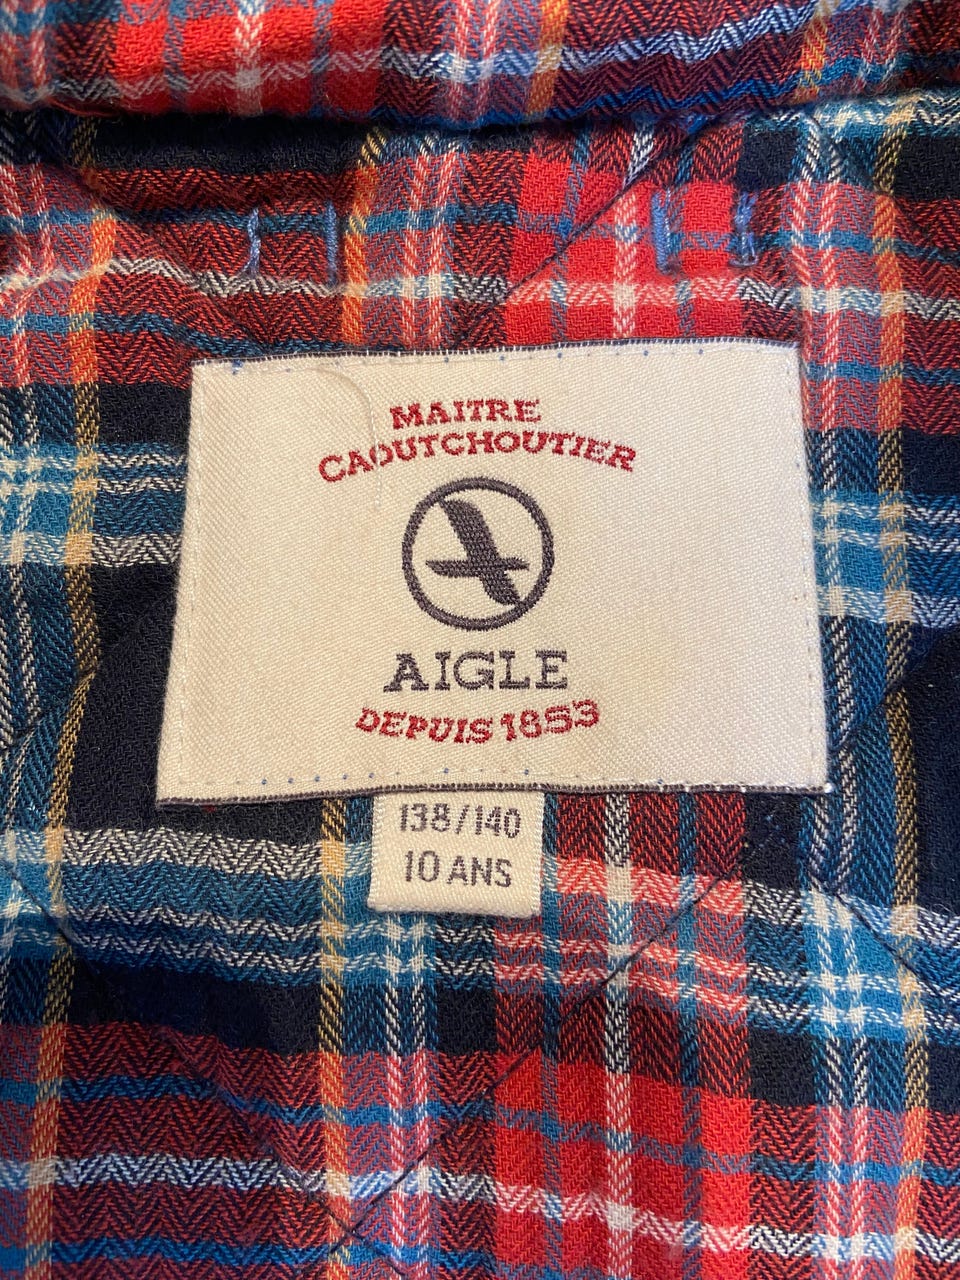 MAITRE
CAOUTCHOUTIER
AIGLE
DEPUIS 1853
138/140
10 ANS